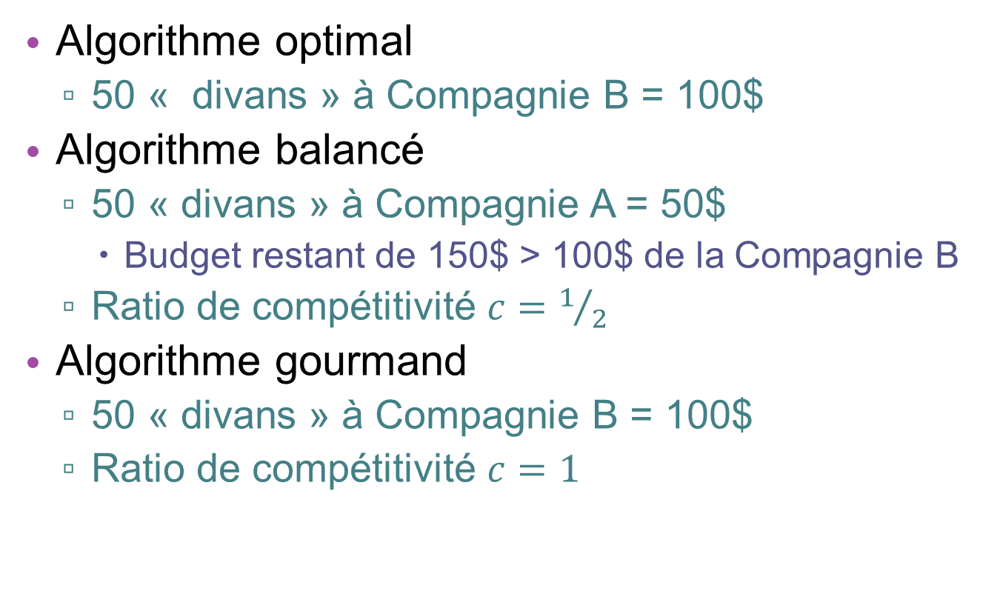 • Algorithme optimal
▫ 50 «  divans » à Compagnie B = 100$
• Algorithme balancé
▫ 50 « divans » à Compagnie A = 50$
• Budget restant de 150$ > 100$ de la Compagnie B
▫ Ratio de compétitivité c = 1/2
• Algorithme gourmand
▫ 50 « divans » à Compagnie B = 100$
▫ Ratio de compétitivité c = 1